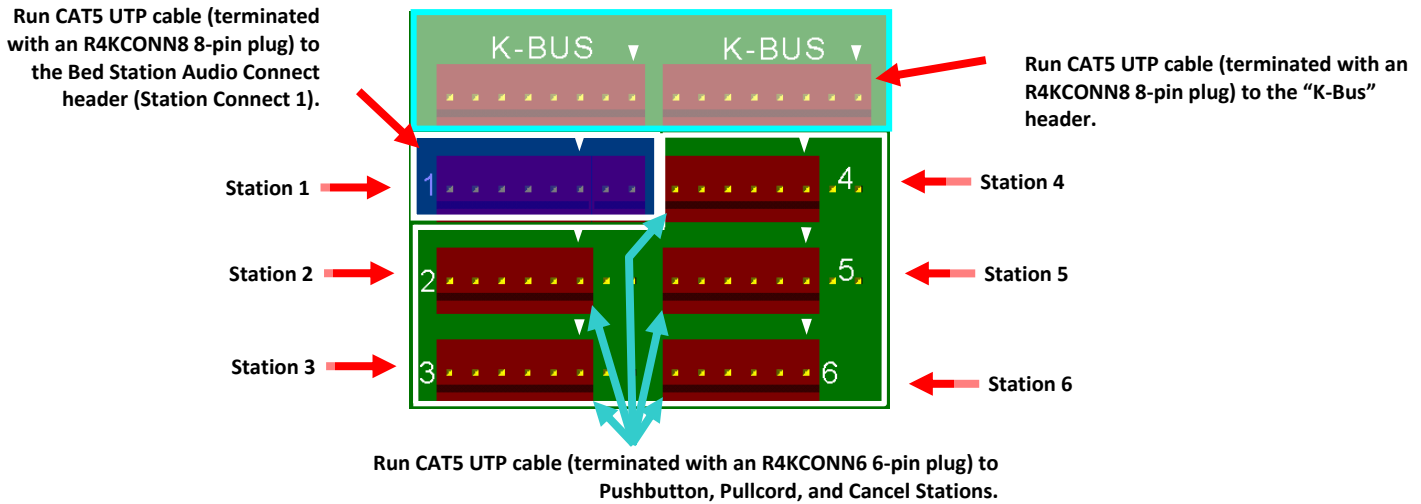 Run CAT5 UTP cable (terminated
with an R4KCONN8 8-pin plug) to
the Bed Station Audio Connect
header (Station Connect 1).
K-BUS
K-BUS
Run CAT5 UTP cable (terminated with an
R4KCONN8 8-pin plug) to the “K-Bus”
header.
Station 1
1
4
Station 4
Station 2
2
5
Station 5
Station 3
3
6
Station 6
Run CAT5 UTP cable (terminated with an R4KCONN6 6-pin plug) to
Pushbutton, Pullcord, and Cancel Stations.